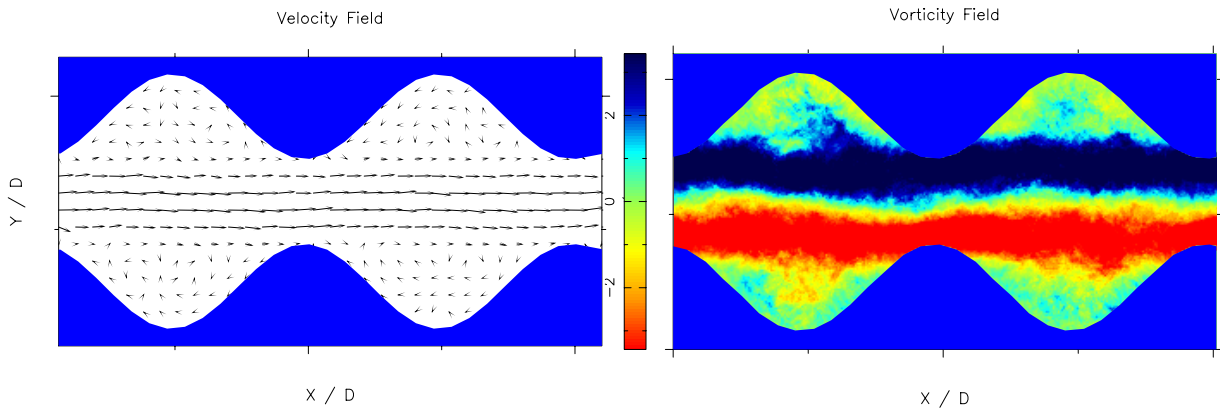 Velocity Field
Vorticity Field
Y / D
2
0
−2
X / D
X / D